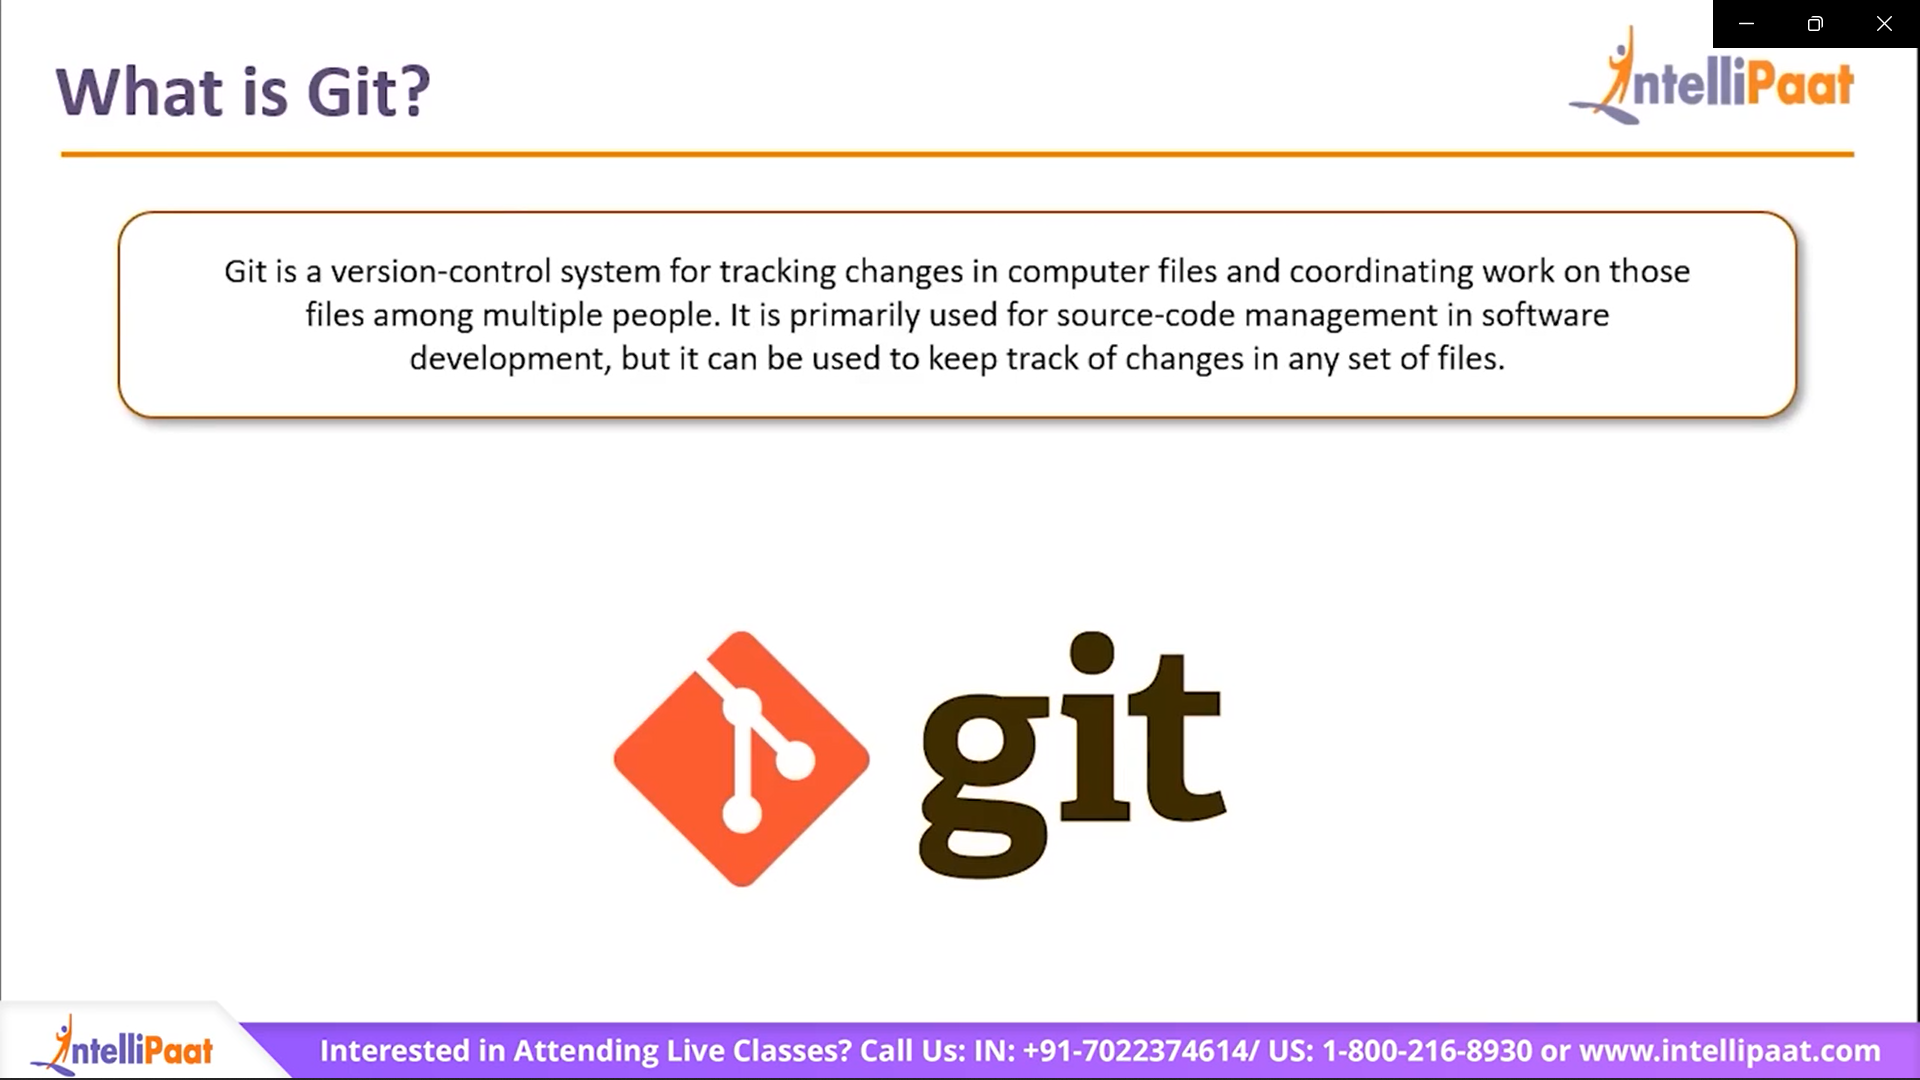 What is Git?
IntelliPaat
Git is a version-control system for tracking changes in computer files and coordinating work on those
files among multiple people. It is primarily used for source-code management in software
development, but it can be used to keep track of changes in any set of files.
git
IntelliPaat
Interested in Attending Live Classes? Call Us: IN: +91-7022374614/ US: 1-800-216-8930 or www.intellipaat.com